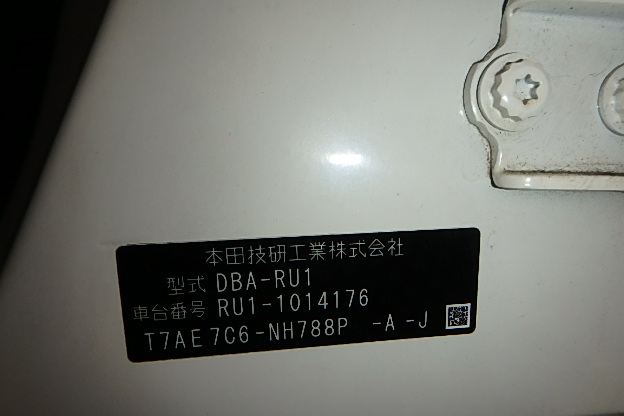 本田技研工業株式会社
型式 DBA-RU1
車台番号 RU1-1014176
T7AE7C6-NH788P -A-J